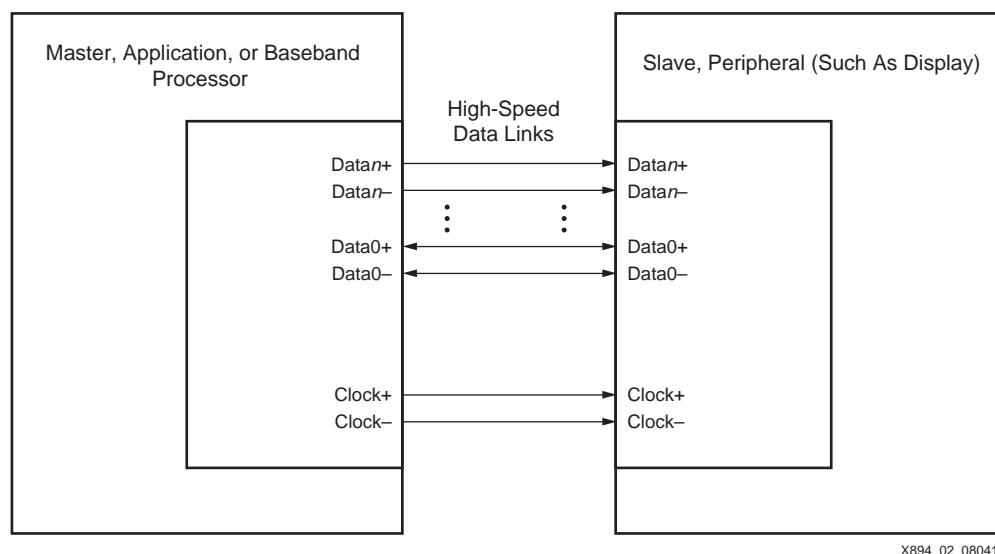 Master, Application, or Baseband
Processor
High-Speed
Data Links
Slave, Peripheral (Such As Display)
Datan+
Datan–
Data0+
Data0–
Clock+
Clock–
Datan+
Datan–
Data0+
Data0–
Clock+
Clock–
X894_02_08041